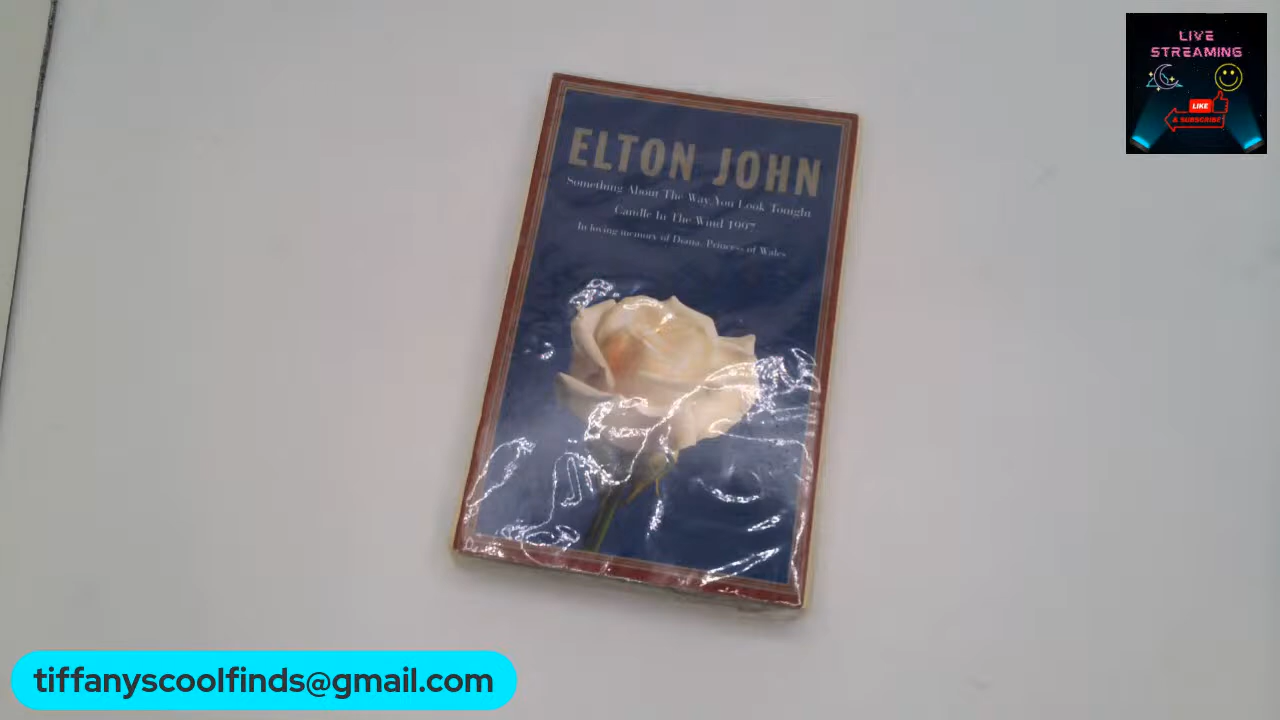 LIVE
STREAMING
LIKE
& SUBSCRIBE
ELTON JOHN
Something About The Way You Look Tonight
Candle In The Wind 1997
In loving memory of Diana, Princess of Wales
tiffanyscoolfinds@gmail.com